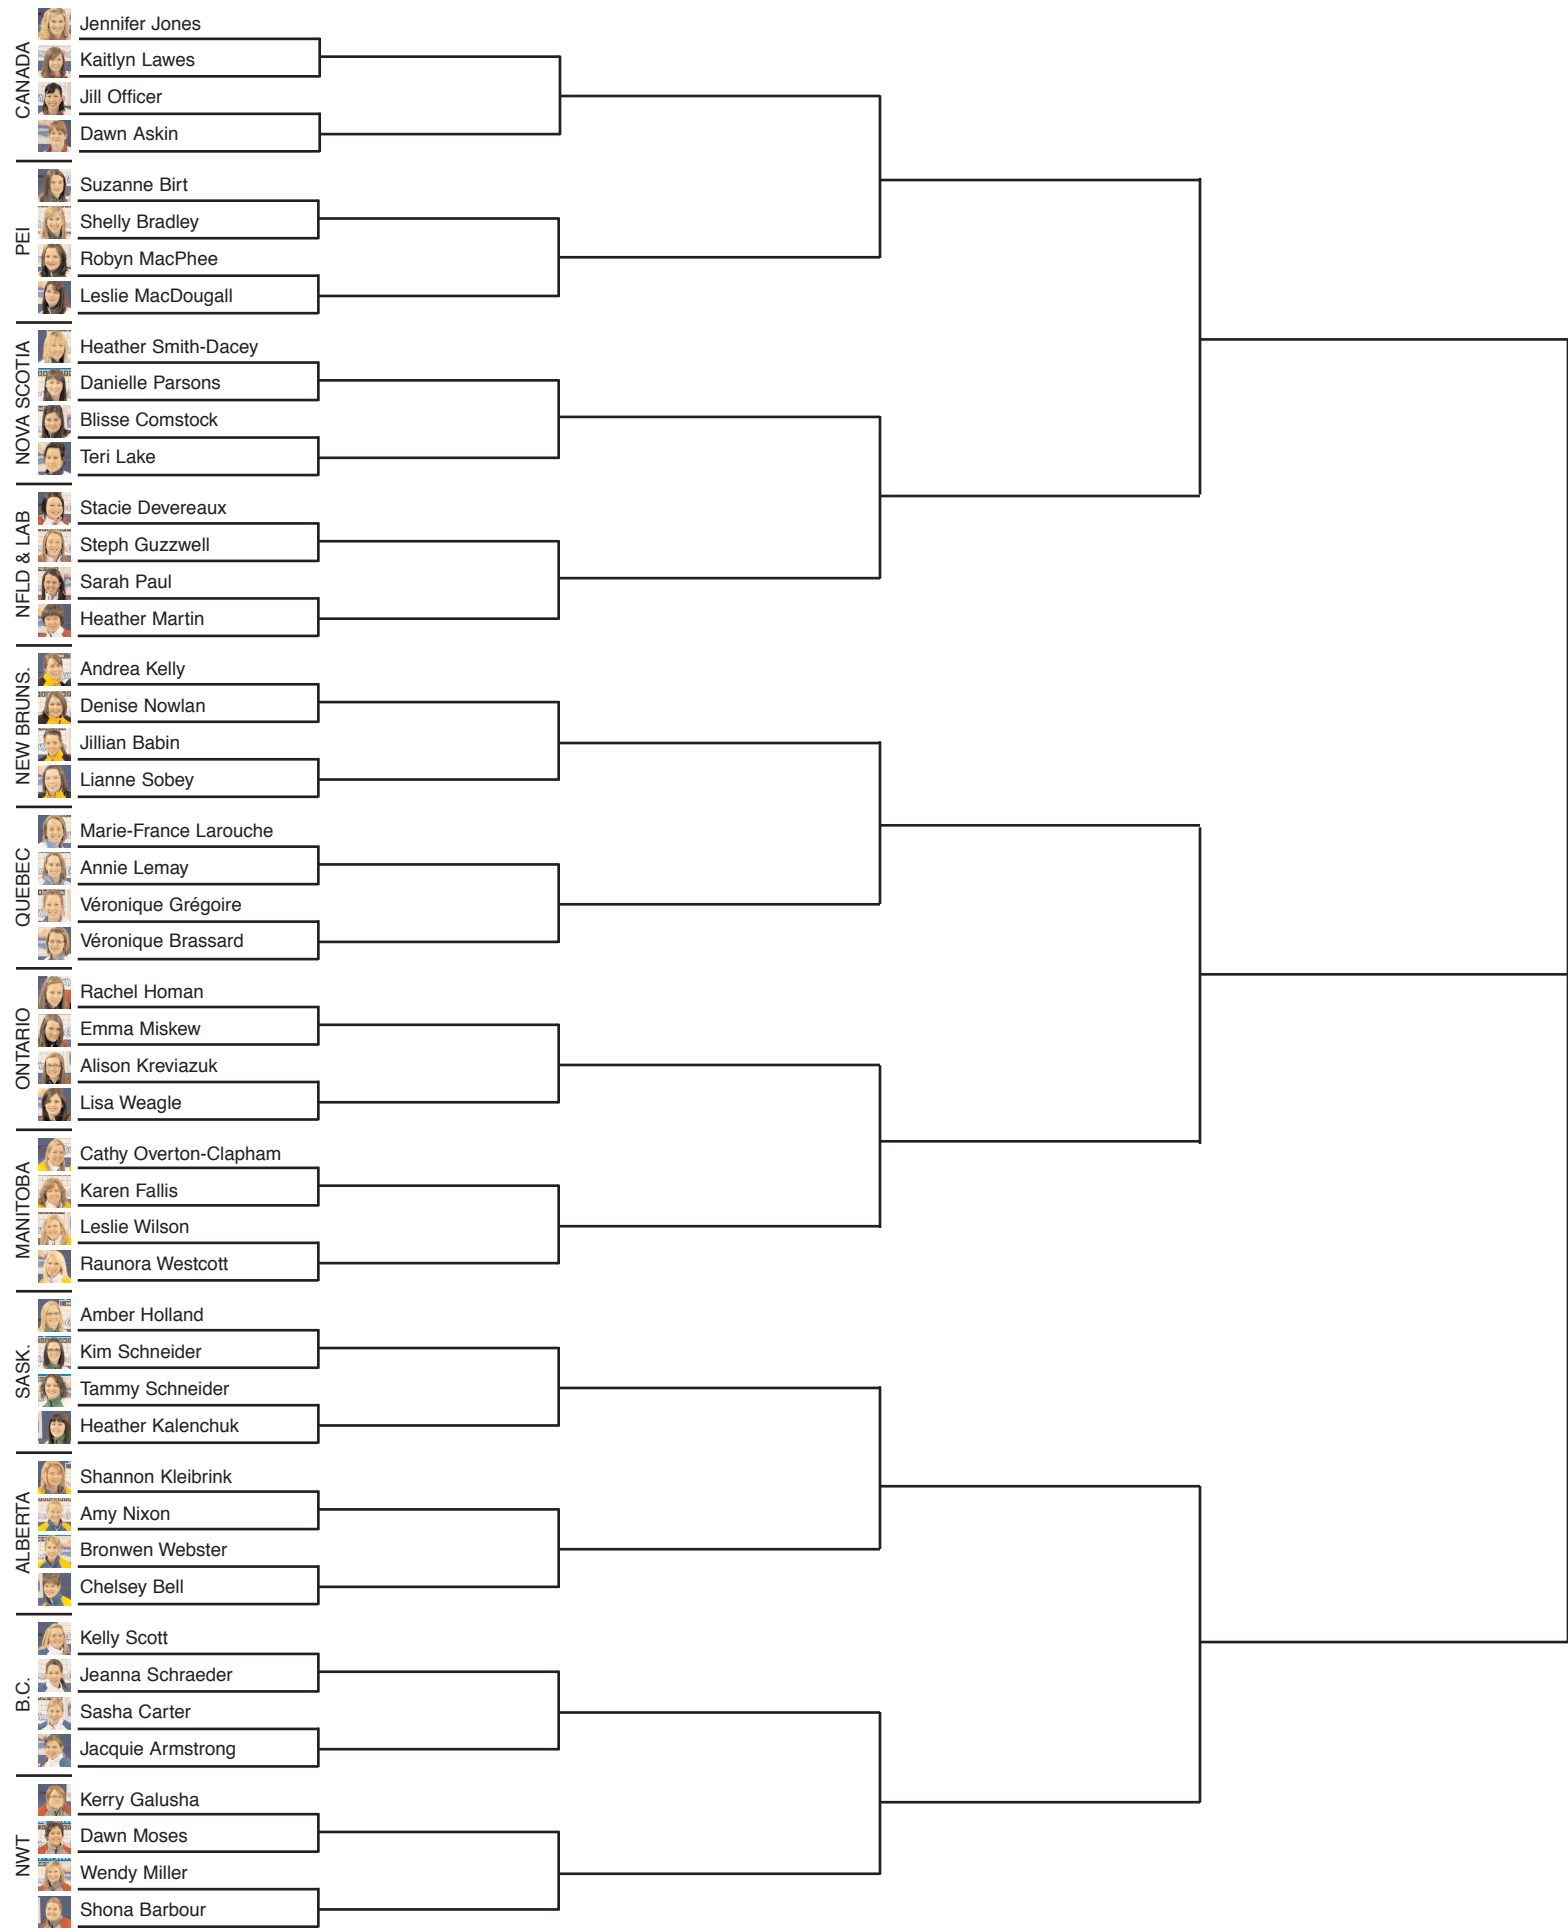 CANADA
Jennifer Jones
Kaitlyn Lawes
Jill Officer
Dawn Askin
PEI
Suzanne Birt
Shelly Bradley
Robyn MacPhee
Leslie MacDougall
NOVA SCOTIA
Heather Smith-Dacey
Danielle Parsons
Blisse Comstock
Teri Lake
NFLD & LAB
Stacie Devereaux
Steph Guzzwell
Sarah Paul
Heather Martin
NEW BRUNS.
Andrea Kelly
Denise Nowlan
Jillian Babin
Lianne Sobey
QUEBEC
Marie-France Larouche
Annie Lemay
Véronique Grégoire
Véronique Brassard
ONTARIO
Rachel Homan
Emma Miskew
Alison Kreviazuk
Lisa Weagle
MANITOBA
Cathy Overton-Clapham
Karen Fallis
Leslie Wilson
Raunora Westcott
SASK.
Amber Holland
Kim Schneider
Tammy Schneider
Heather Kalenchuk
ALBERTA
Shannon Kleibrink
Amy Nixon
Bronwen Webster
Chelsey Bell
B.C.
Kelly Scott
Jeanna Schraeder
Sasha Carter
Jacquie Armstrong
NWT
Kerry Galusha
Dawn Moses
Wendy Miller
Shona Barbour